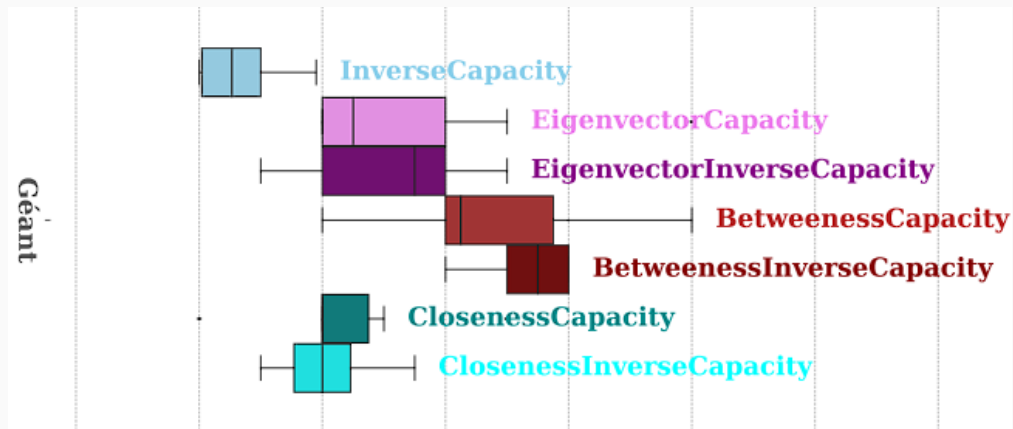 Géant
InverseCapacity
EigenvectorCapacity
EigenvectorInverseCapacity
BetweenessCapacity
BetweenessInverseCapacity
ClosenessCapacity
ClosenessInverseCapacity